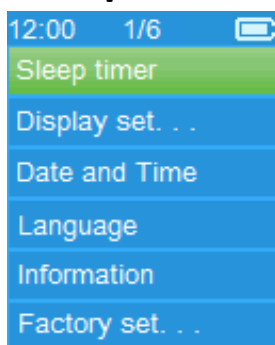 12:00 1/6
Sleep timer
Display set. . .
Date and Time
Language
Information
Factory set. . .